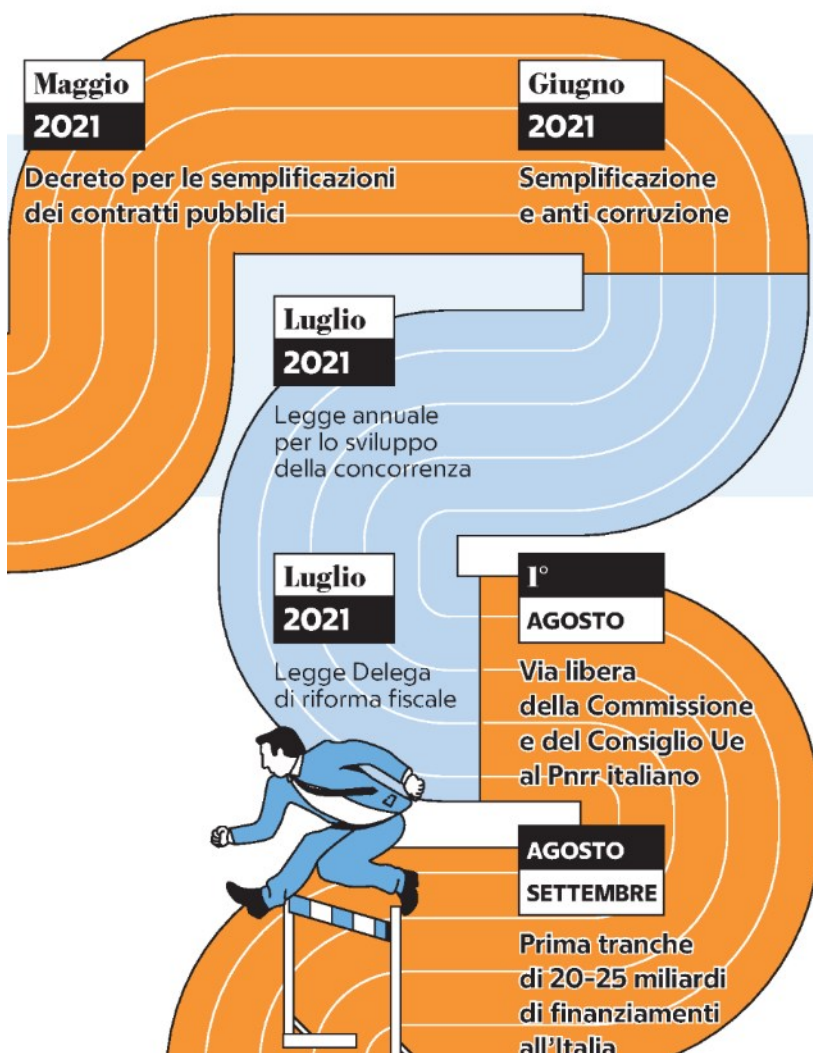 Maggio
2021
Decreto per le semplificazioni
dei contratti pubblici
Giugno
2021
Semplificazione
e anti corruzione
Luglio
2021
Legge annuale
per lo sviluppo
della concorrenza
Luglio
2021
Legge Delega
di riforma fiscale
1°
AGOSTO
Via libera
della Commissione
e del Consiglio Ue
al Pnrr italiano
AGOSTO
SETTEMBRE
Prima tranche
di 20-25 miliardi
di finanziamenti
all'Italia